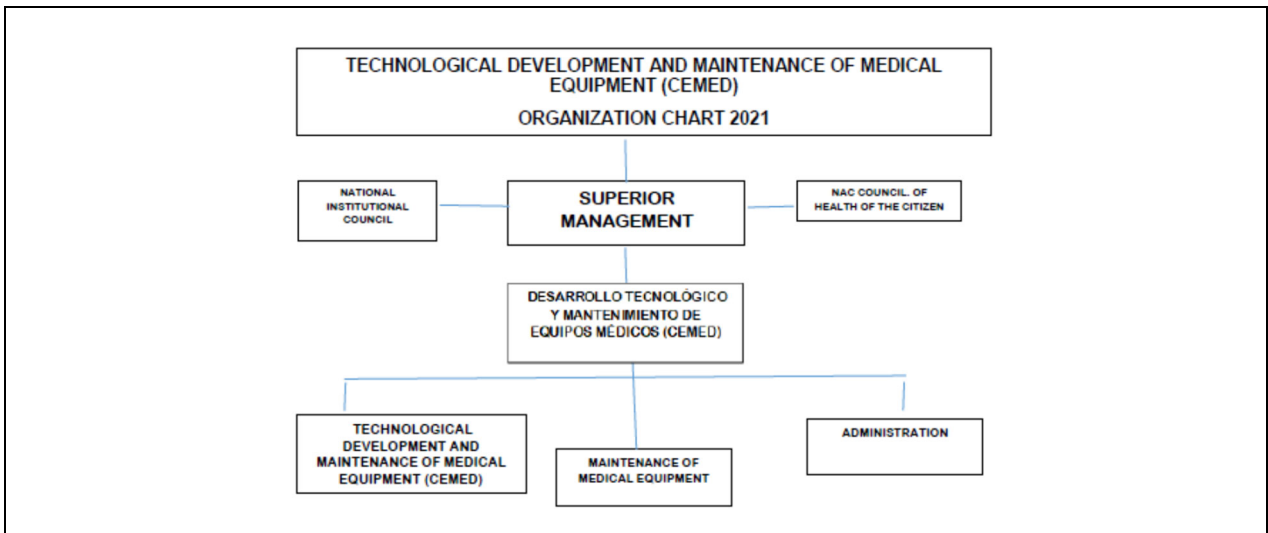 TECHNOLOGICAL DEVELOPMENT AND MAINTENANCE OF MEDICAL
EQUIPMENT (CEMED)
ORGANIZATION CHART 2021
NATIONAL
INSTITUTIONAL
COUNCIL
SUPERIOR
MANAGEMENT
NAC COUNCIL. OF
HEALTH OF THE CITIZEN
DESARROLLO TECNOLÓGICO
Y MANTENIMIENTO DE
EQUIPOS MÉDICOS (CEMED)
TECHNOLOGICAL
DEVELOPMENT AND
MAINTENANCE OF MEDICAL
EQUIPMENT (CEMED)
MAINTENANCE OF
MEDICAL EQUIPMENT
ADMINISTRATION